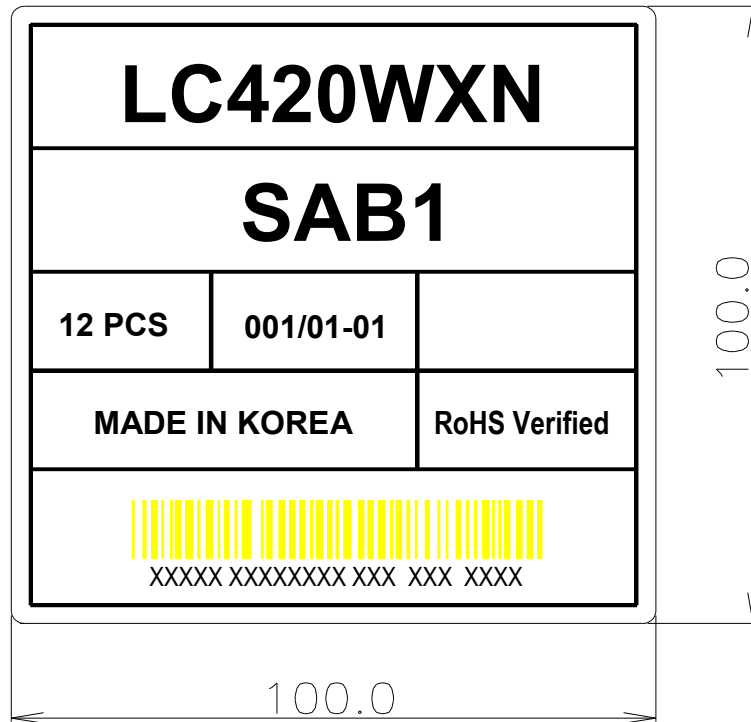 LC420WXN
SAB1
12 PCS 001/01-01
MADE IN KOREA RoHS Verified
XXXXX XXXXXXXX XXX XXX XXXX
100.0
100.0